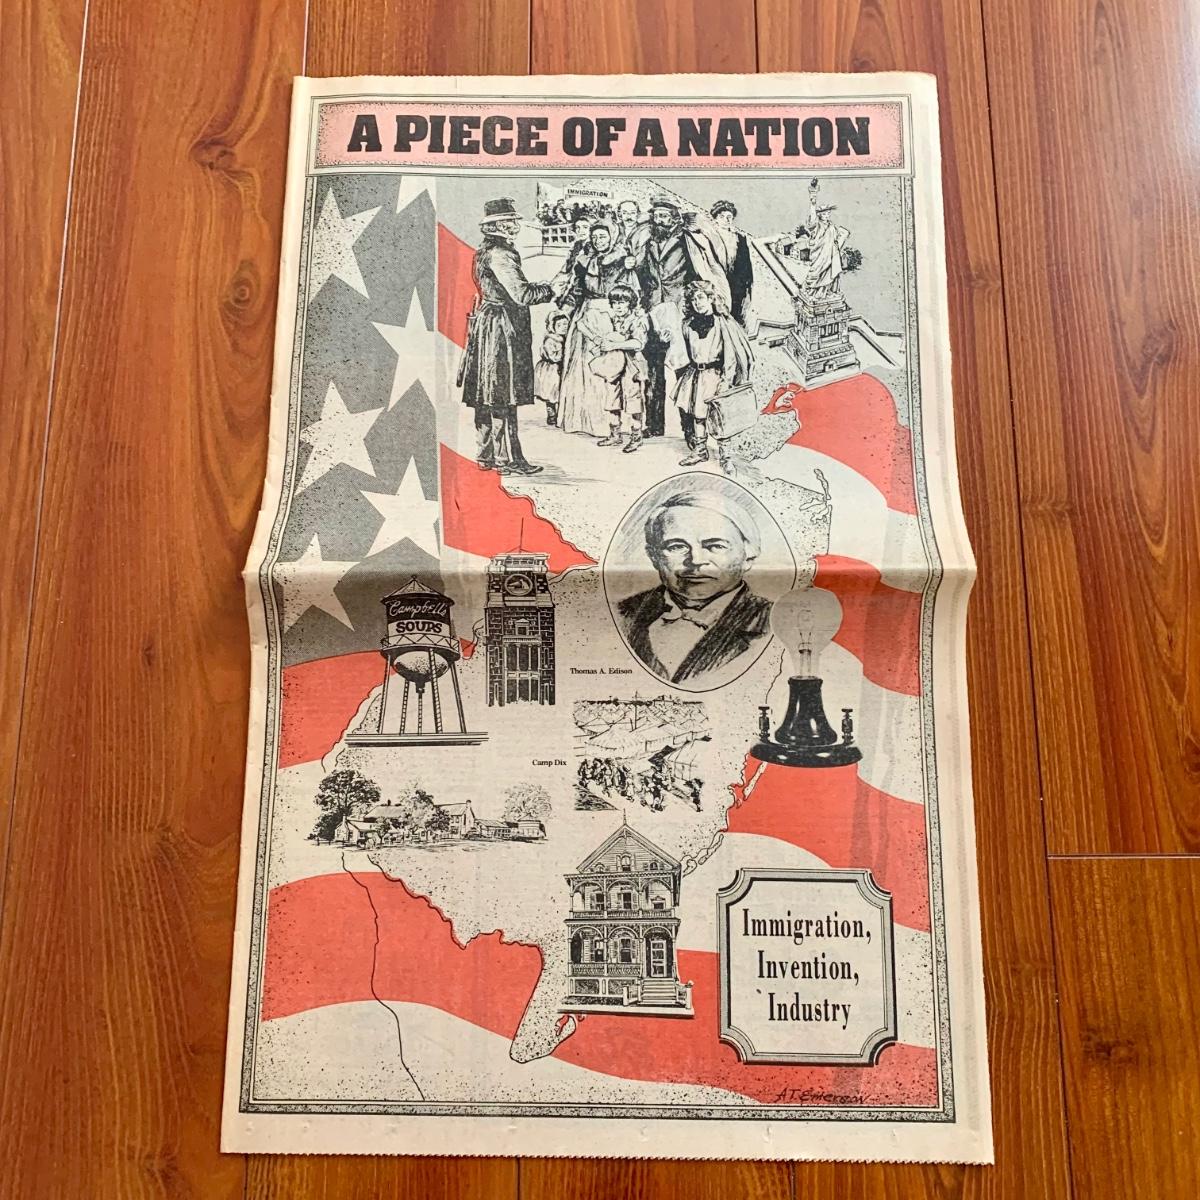 A PIECE OF A NATION
IMMIGRATION
Campbell's
SOUPS
Thomas A. Edison
Camp Dix
Immigration,
Invention,
Industry
A.T. Emerson